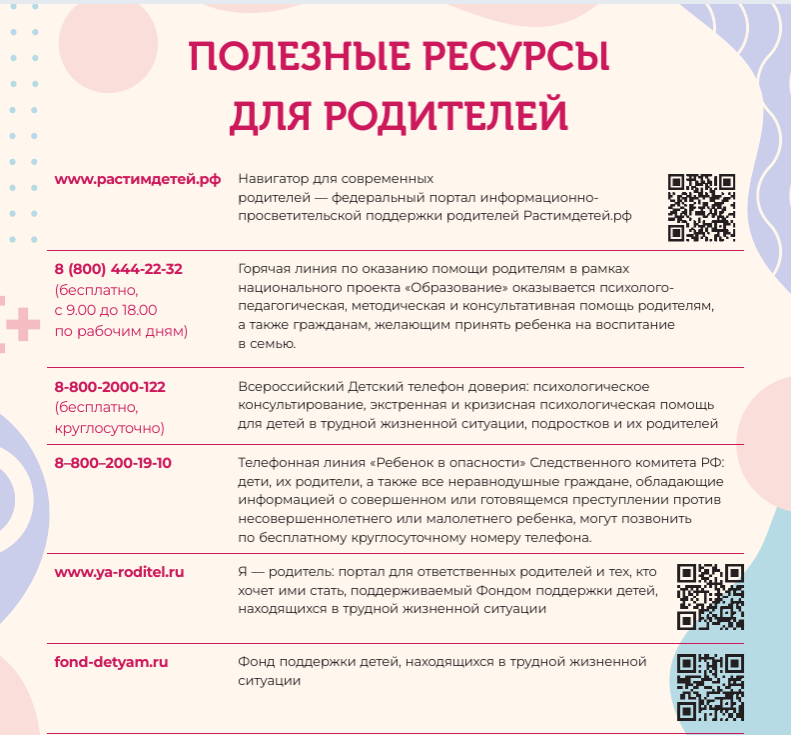 ПОЛЕЗНЫЕ РЕСУРСЫ
ДЛЯ РОДИТЕЛЕЙ
www.растимдетей.рф
Навигатор для современных
родителей — федеральный портал информационно-
просветительской поддержки родителей Растимдетей.рф
8 (800) 444-22-32
(бесплатно,
с 9.00 до 18.00
по рабочим дням)
Горячая линия по оказанию помощи родителям в рамках
национального проекта «Образование» оказывается психолого-
педагогическая, методическая и консультативная помощь родителям,
а также гражданам, желающим принять ребенка на воспитание
в семью.
8-800-2000-122
(бесплатно,
круглосуточно)
Всероссийский Детский телефон доверия: психологическое
консультирование, экстренная и кризисная психологическая помощь
для детей в трудной жизненной ситуации, подростков и их родителей
8–800–200-19-10
Телефонная линия «Ребенок в опасности» Следственного комитета РФ:
дети, их родители, а также все неравнодушные граждане, обладающие
информацией о совершенном или готовящемся преступлении против
несовершеннолетнего или малолетнего ребенка, могут позвонить
по бесплатному круглосуточному номеру телефона.
www.ya-roditel.ru
Я — родитель: портал для ответственных родителей и тех, кто
хочет ими стать, поддерживаемый Фондом поддержки детей,
находящихся в трудной жизненной ситуации
fond-detyam.ru
Фонд поддержки детей, находящихся в трудной жизненной
ситуации